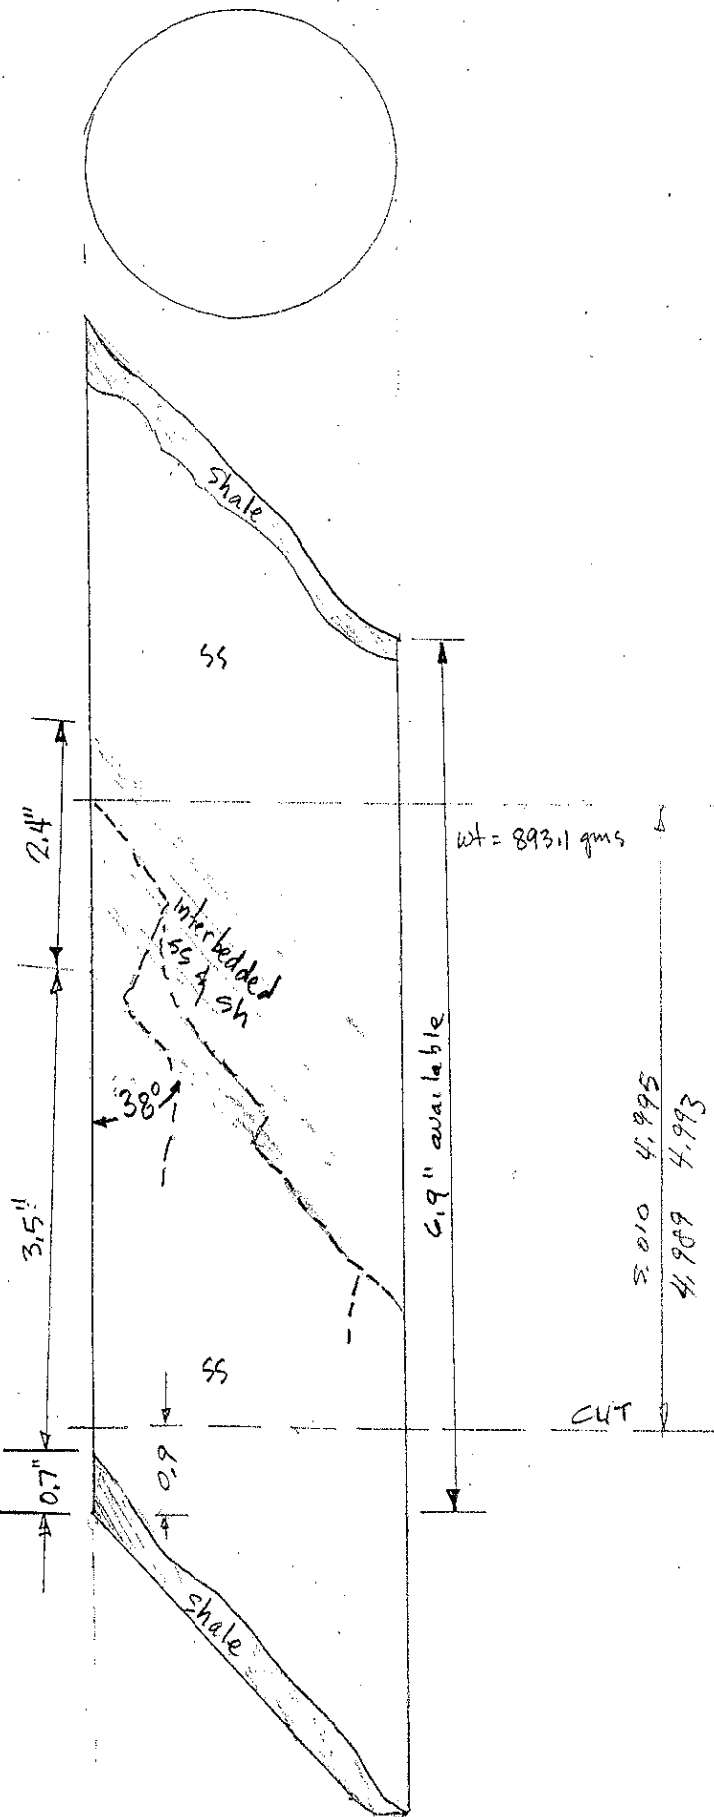 shale
ss
2.4"
wt = 893.1 gms
interbedded
ss & sh
38°
6.9" available
5.010 4.995
4.989 4.993
3.5"
ss
CUT
0.7"
0.9
shale